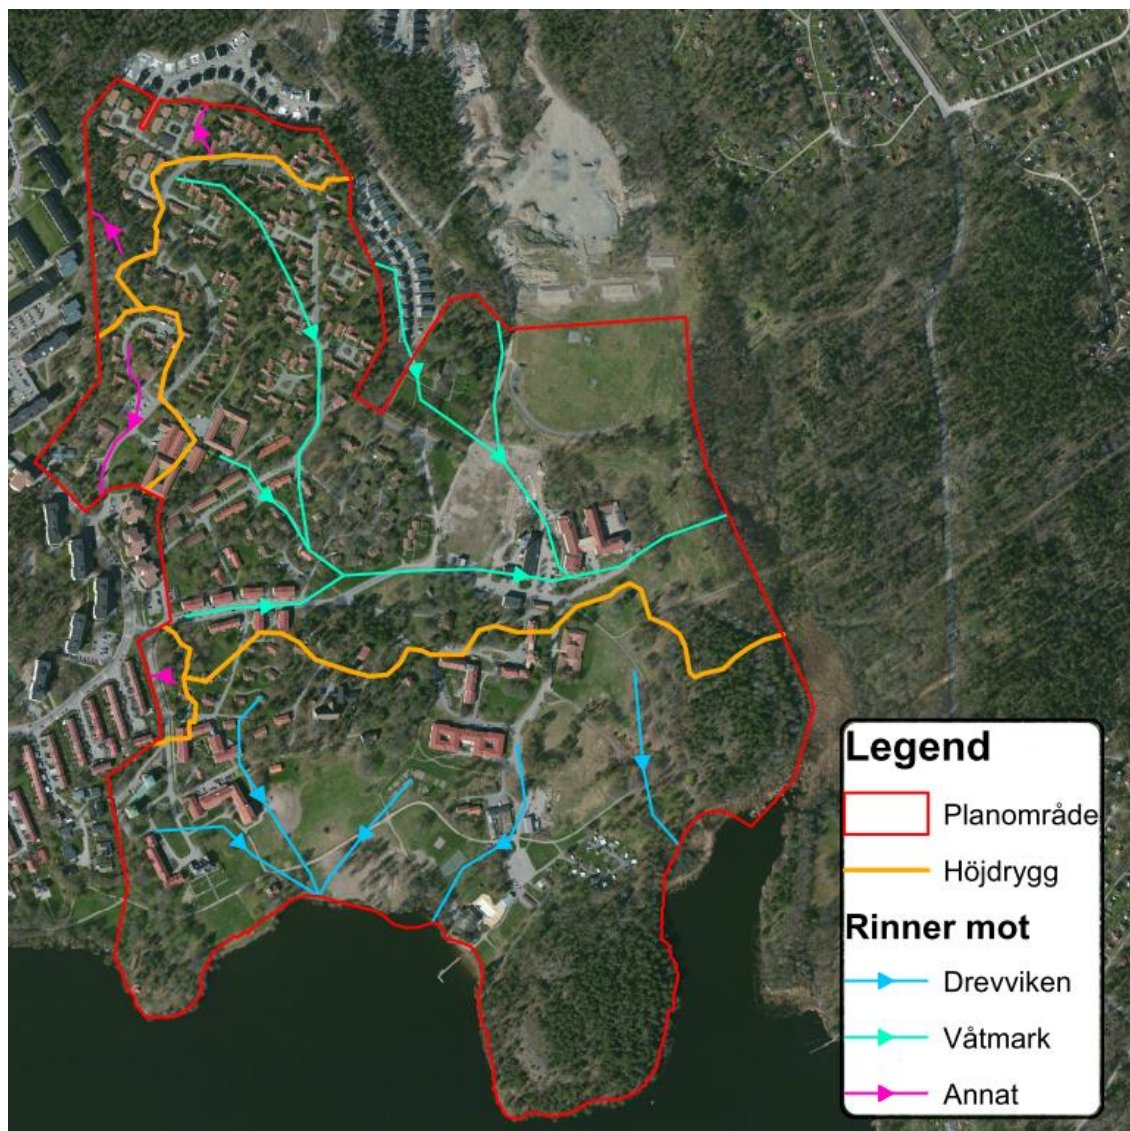 Legend
Planområde
Höjdrygg
Rinner mot
Drevviken
Våtmark
Annat